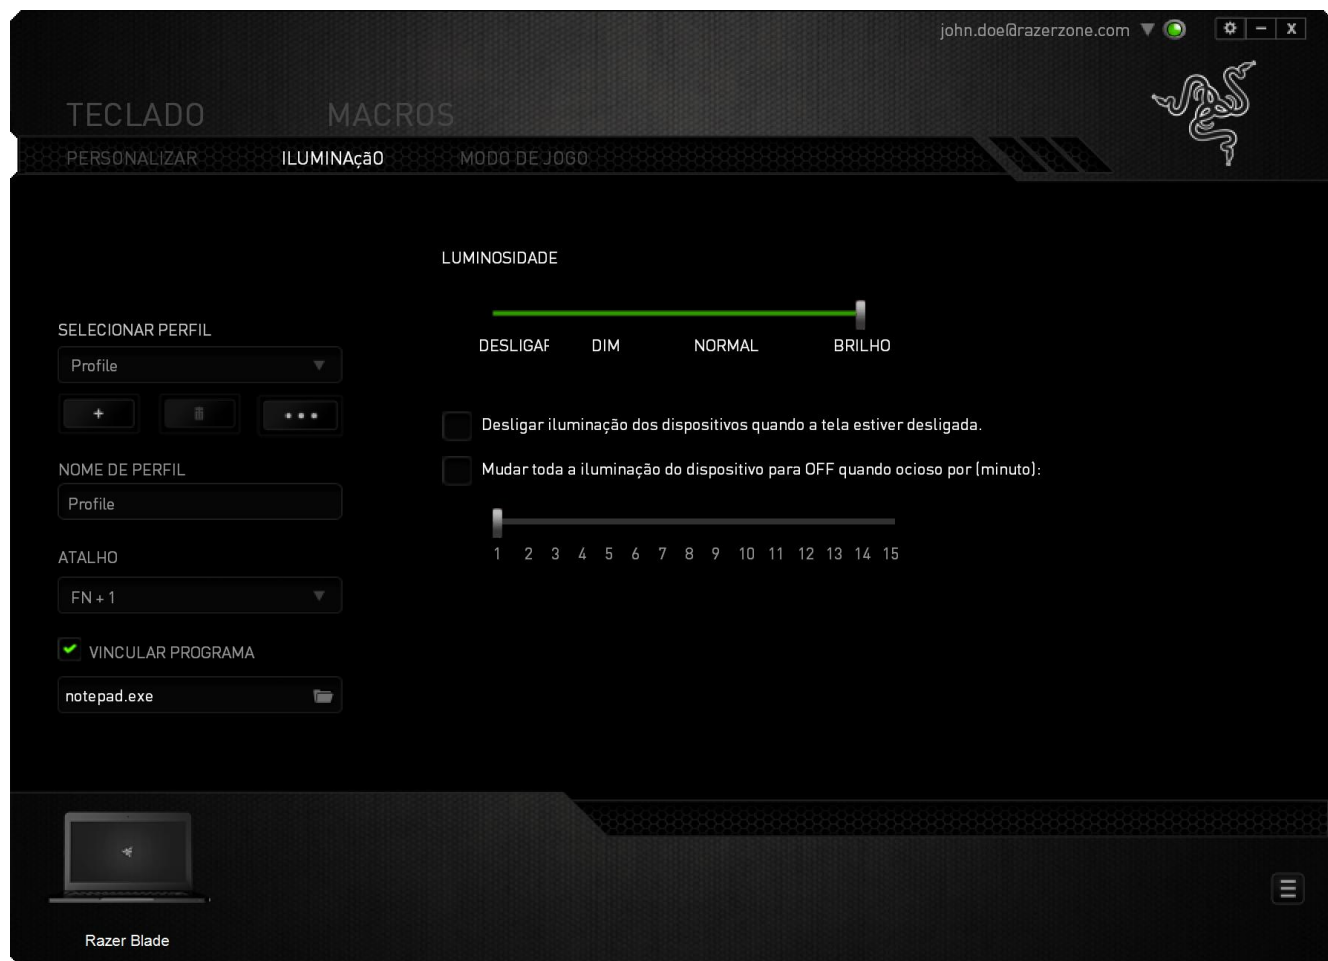 john.doe@razerzone.com
TECLADO MACROS
PERSONALIZAR ILUMINAçãO MODO DE JOGO
LUMINOSIDADE
DESLIGAR DIM NORMAL BRILHO
SELECIONAR PERFIL
Profile
+ ...
Desligar iluminação dos dispositivos quando a tela estiver desligada.
Mudar toda a iluminação do dispositivo para OFF quando ocioso por (minuto):
1 2 3 4 5 6 7 8 9 10 11 12 13 14 15
NOME DE PERFIL
Profile
ATALHO
FN + 1
VINCULAR PROGRAMA
notepad.exe
Razer Blade